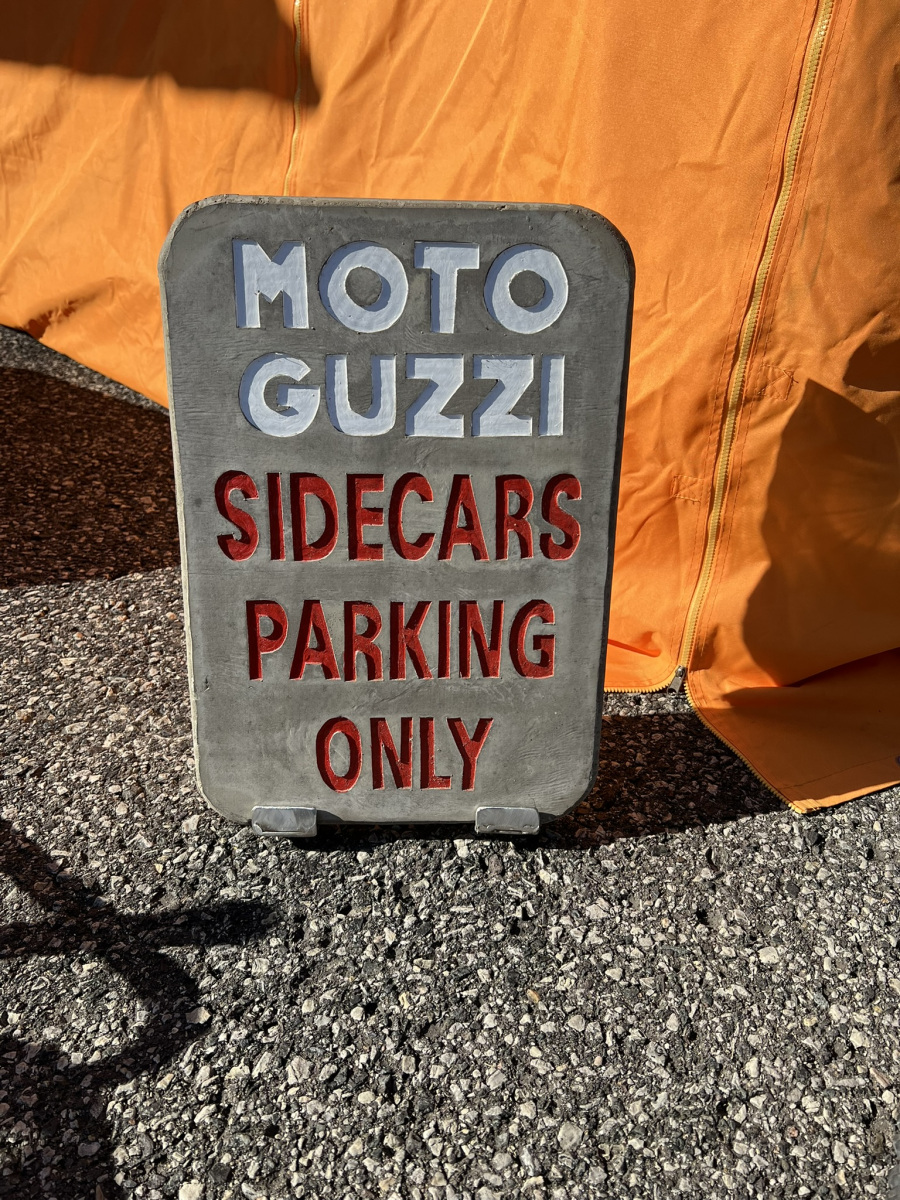 MOTO
GUZZI
SIDECARS
PARKING
ONLY